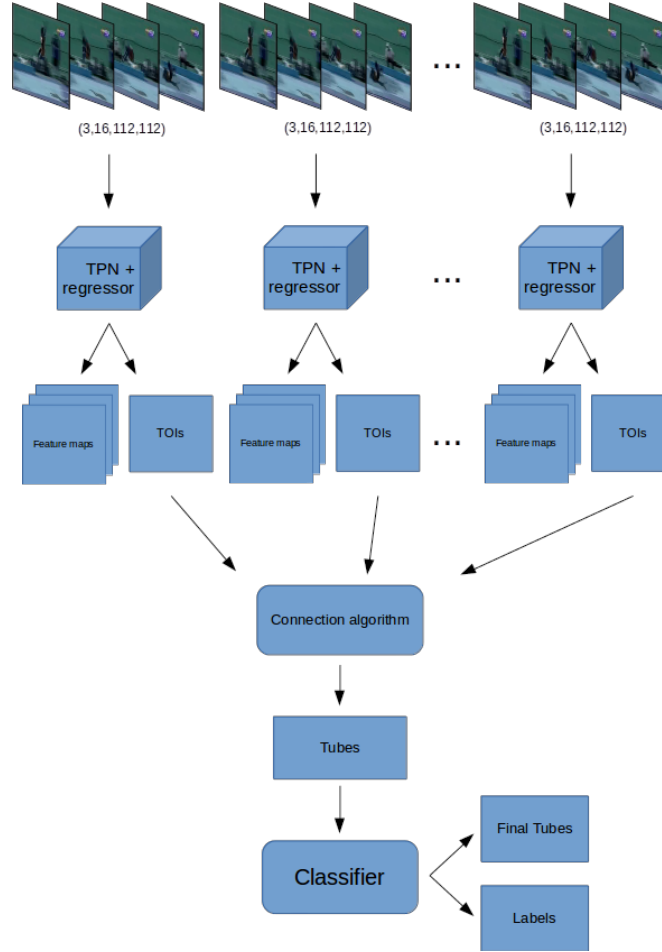 ...
(3,16,112,112)
(3,16,112,112)
(3,16,112,112)
TPN +
regressor
TPN +
regressor
...
TPN +
regressor
Feature maps
TOIs
Feature maps
TOIs
...
Feature maps
TOIs
Connection algorithm
Tubes
Final Tubes
Classifier
Labels